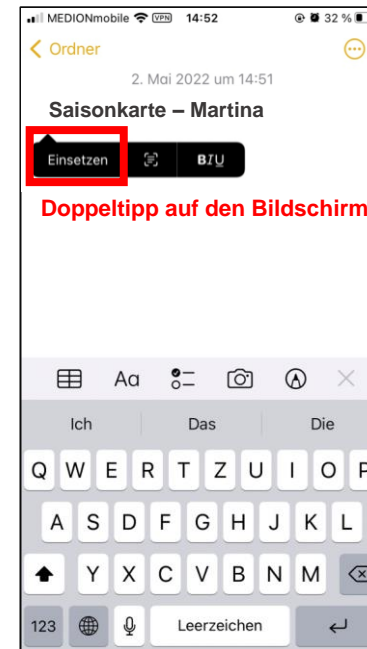 MEDIONmobile VPN 14:52 32 %
Ordner
2. Mai 2022 um 14:51
Saisonkarte – Martina
Einsetzen BIU
Doppeltipp auf den Bildschirm
Aa
Ich Das Die
Q W E R T Z U I O P
A S D F G H J K L
Y X C V B N M
123 Leerzeichen